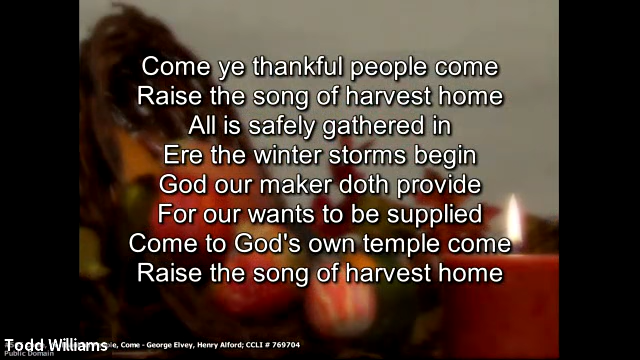 Come ye thankful people come
Raise the song of harvest home
All is safely gathered in
Ere the winter storms begin
God our maker doth provide
For our wants to be supplied
Come to God's own temple come
Raise the song of harvest home
Todd Williams
Come - George Elvey, Henry Alford; CCLI # 769704
Public Domain